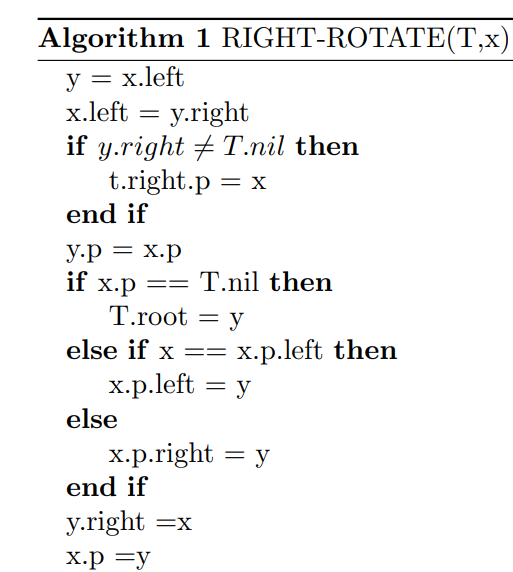 Algorithm 1 RIGHT-ROTATE(T,x)
y = x.left
x.left = y.right
if y.right ≠ T.nil then
t.right.p = x
end if
y.p = x.p
if x.p == T.nil then
T.root = y
else if x == x.p.left then
x.p.left = y
else
x.p.right = y
end if
y.right =x
x.p =y